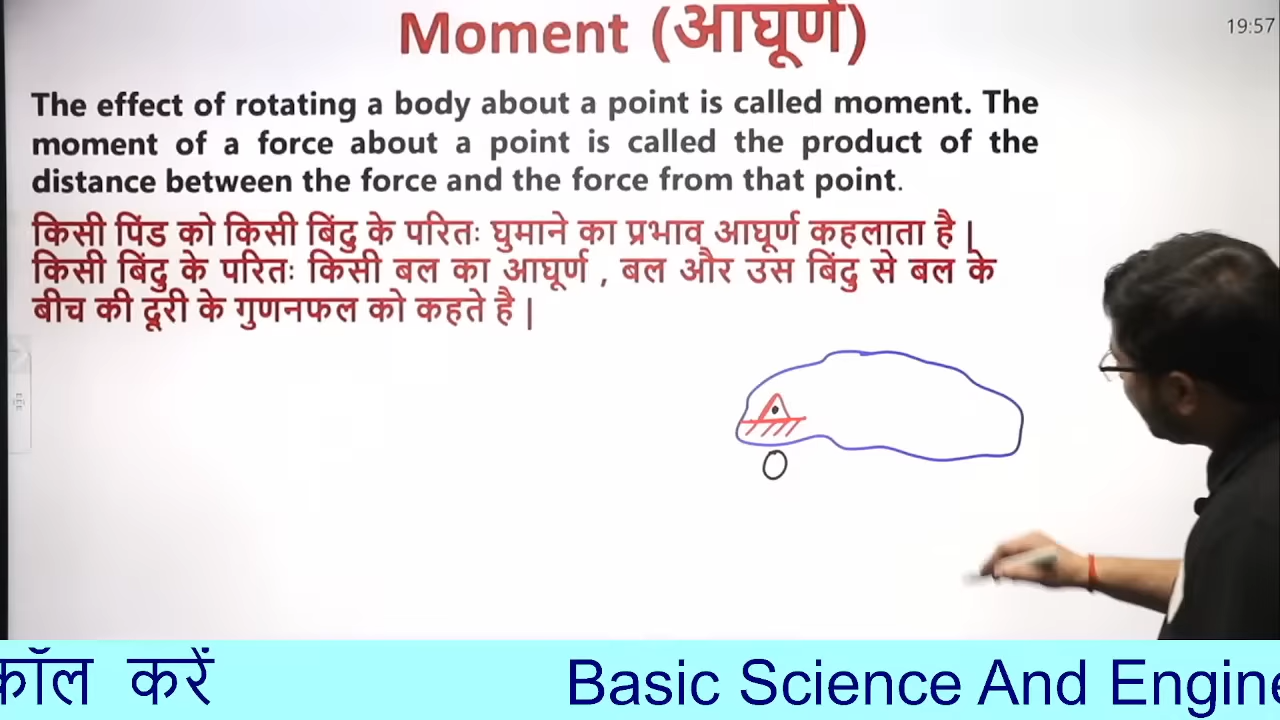 Moment (आघूर्ण)
19:57
The effect of rotating a body about a point is called moment. The
moment of a force about a point is called the product of the
distance between the force and the force from that point.
किसी पिंड को किसी बिंदु के परितः घुमाने का प्रभाव आघूर्ण कहलाता है |
किसी बिंदु के परितः किसी बल का आघूर्ण , बल और उस बिंदु से बल के
बीच की दूरी के गुणनफल को कहते है |
O
कॉल करें Basic Science And Engine